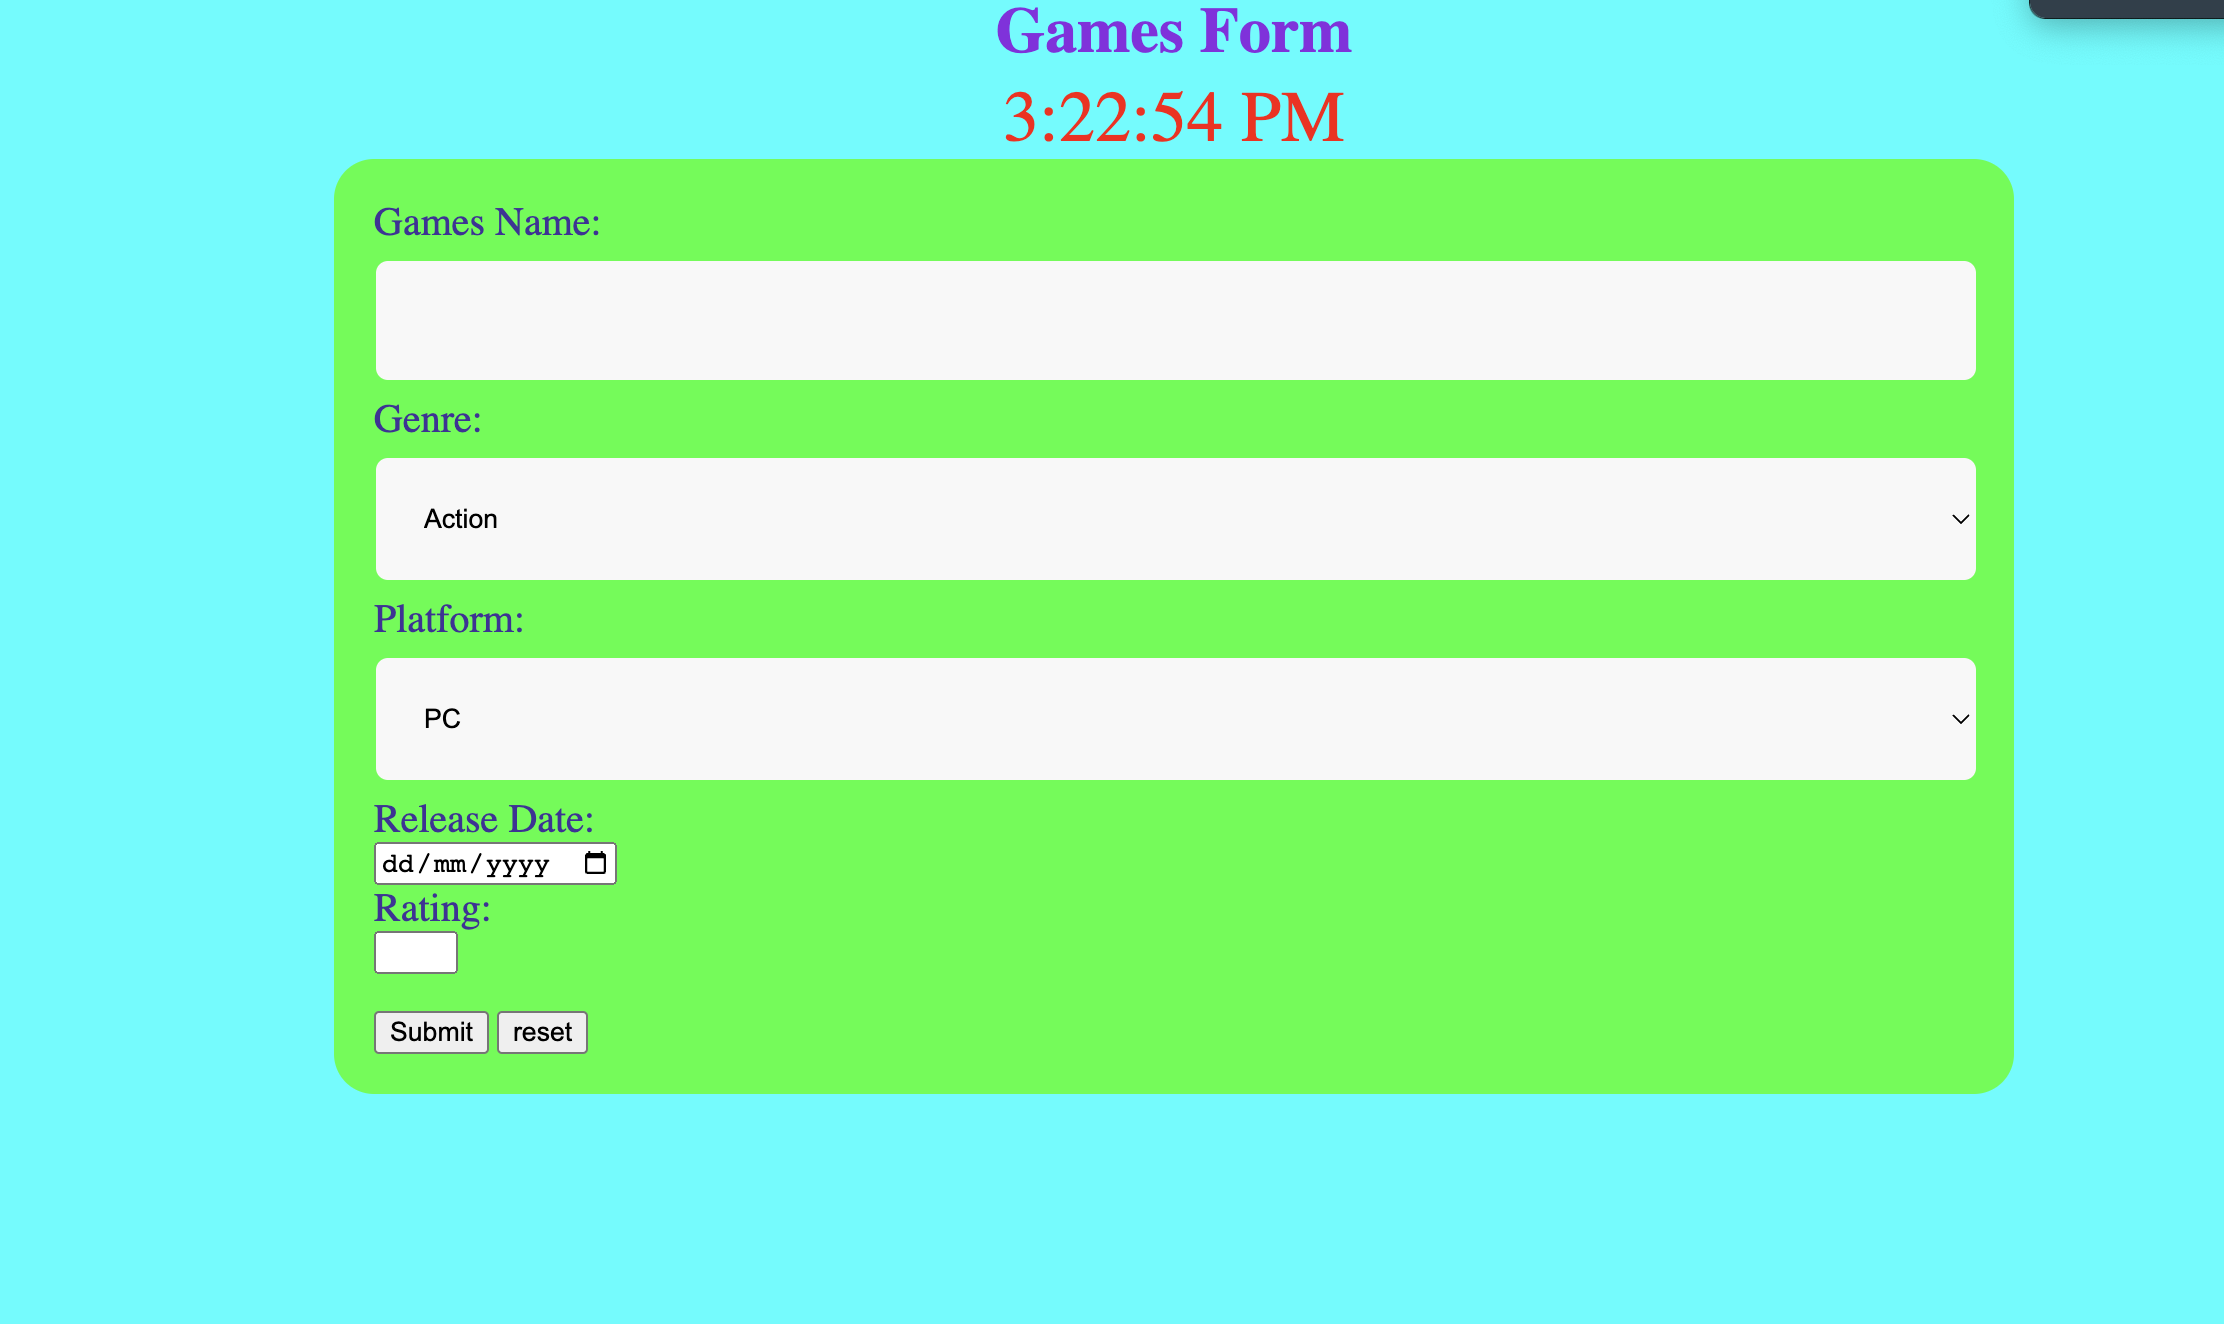 Games Form
3:22:54 PM
Games Name:
Genre:
Action
Platform:
PC
Release Date:
dd/mm/yyyy
Rating:
Submit reset